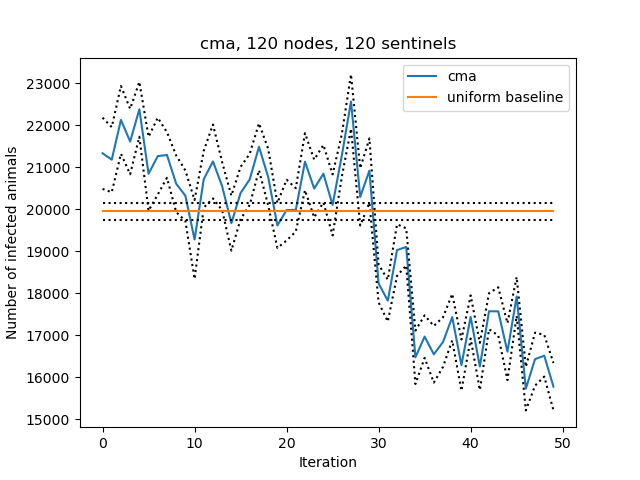 cma, 120 nodes, 120 sentinels
cma
uniform baseline
Number of infected animals
23000
22000
21000
20000
19000
18000
17000
16000
15000
0 10 20 30 40 50
Iteration